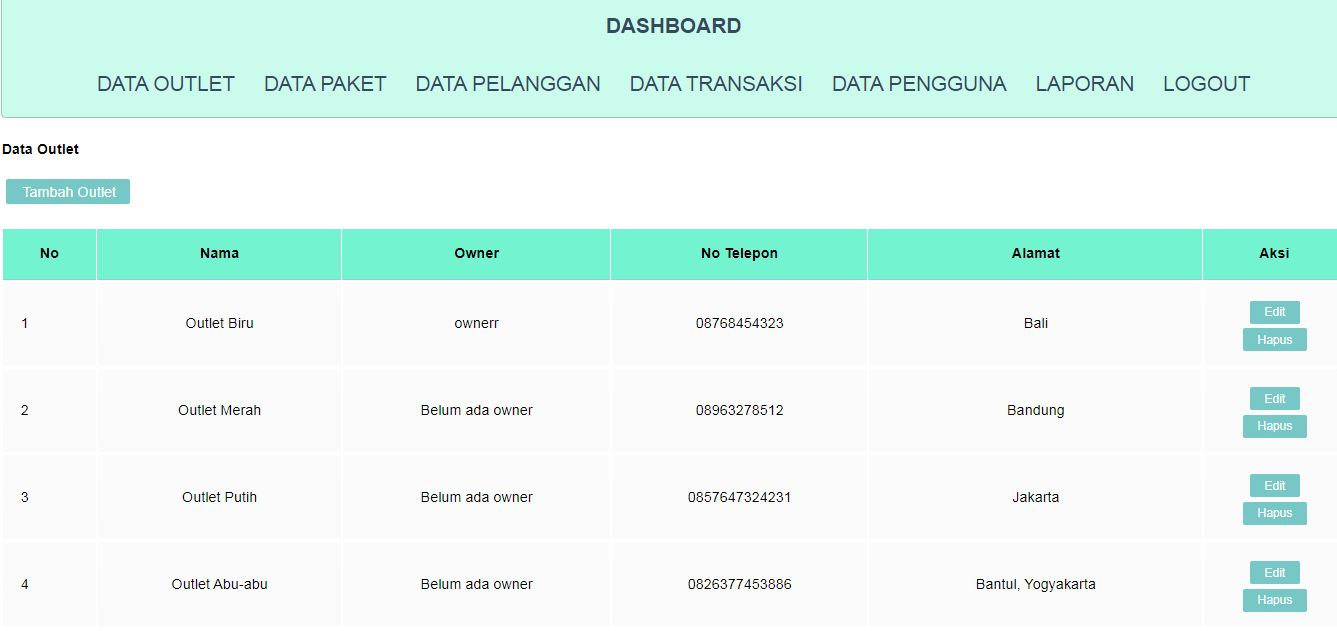 DASHBOARD
DATA OUTLET DATA PAKET DATA PELANGGAN DATA TRANSAKSI DATA PENGGUNA LAPORAN LOGOUT
Data Outlet
Tambah Outlet
No Nama Owner No Telepon Alamat Aksi
1 Outlet Biru ownerr 08768454323 Bali Edit
Hapus
2 Outlet Merah Belum ada owner 08963278512 Bandung Edit
Hapus
3 Outlet Putih Belum ada owner 0857647324231 Jakarta Edit
Hapus
4 Outlet Abu-abu Belum ada owner 0826377453886 Bantul, Yogyakarta Edit
Hapus